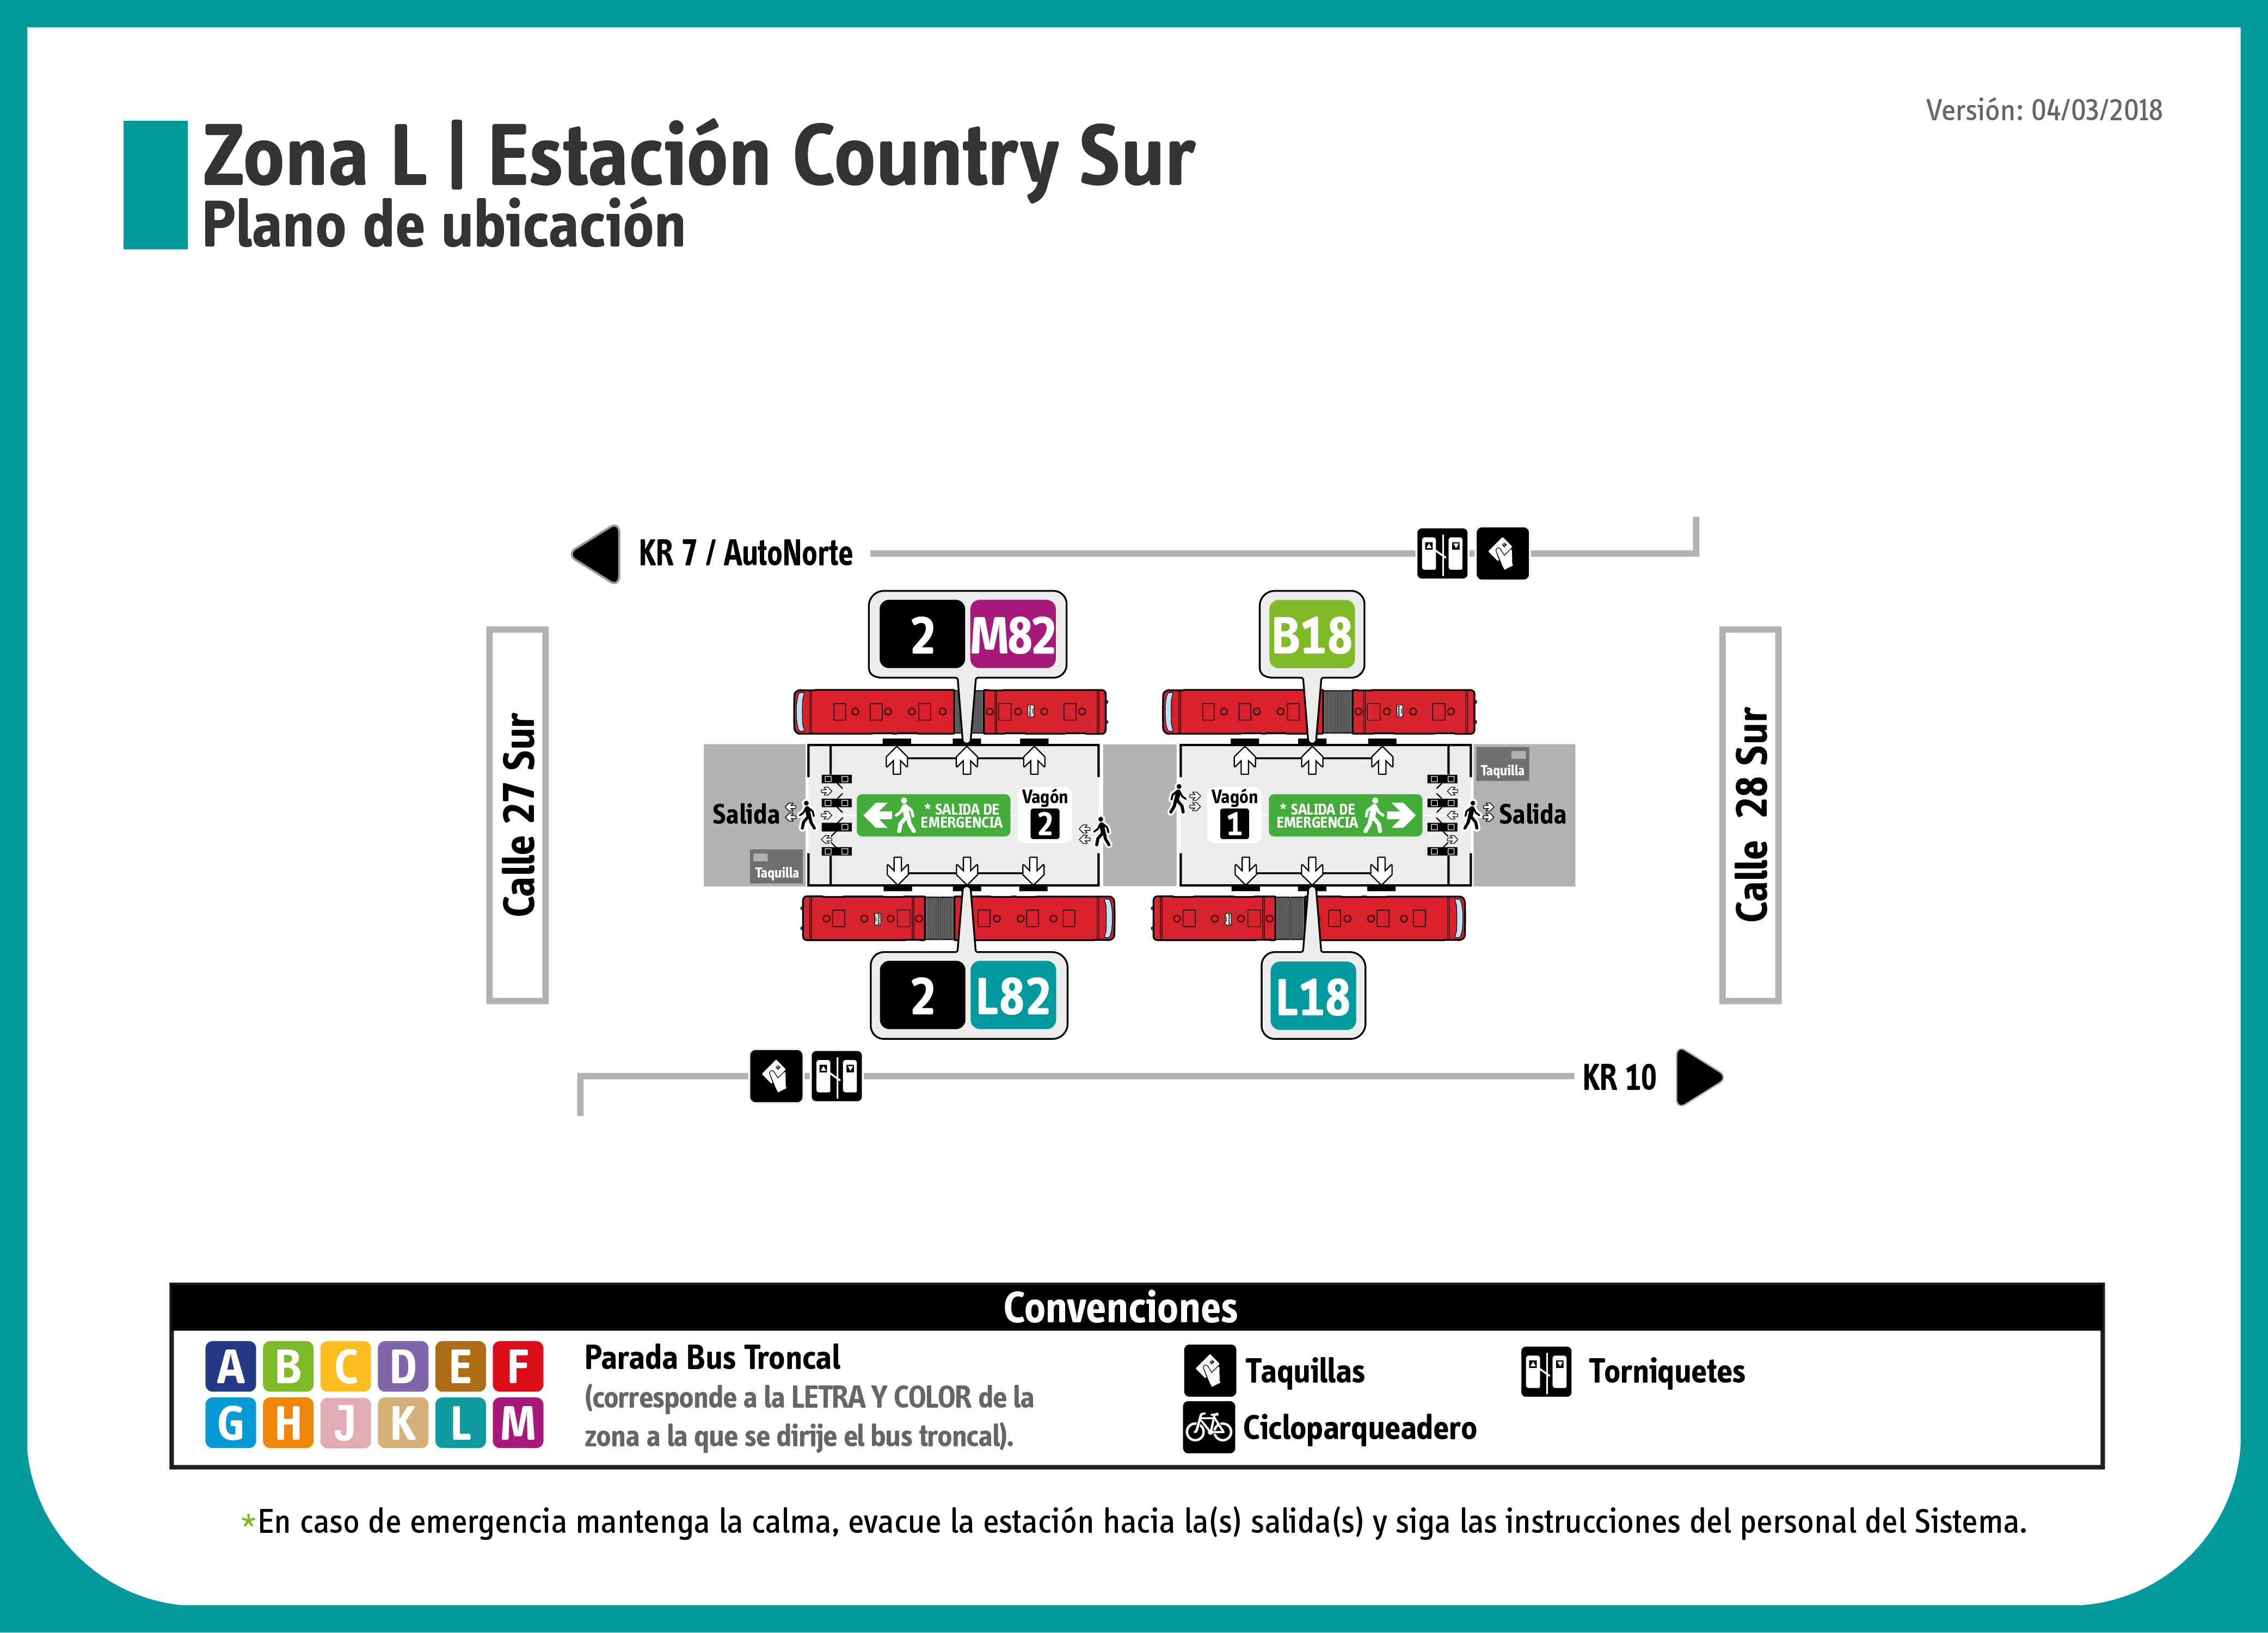 Versión: 04/03/2018
Zona L | Estación Country Sur
Plano de ubicación
KR 7 / AutoNorte
2 M82
B18
Calle 27 Sur
Calle 28 Sur
Taquilla
Salida
* SALIDA DE
EMERGENCIA
Vagón
2
Vagón
1
* SALIDA DE
EMERGENCIA
Salida
Taquilla
2 L82
L18
KR 10
Convenciones
A B C D E F
G H J K L M
Parada Bus Troncal
(corresponde a la LETRA Y COLOR de la
zona a la que se dirije el bus troncal).
Taquillas
Torniquetes
Cicloparqueadero
*En caso de emergencia mantenga la calma, evacue la estación hacia la(s) salida(s) y siga las instrucciones del personal del Sistema.